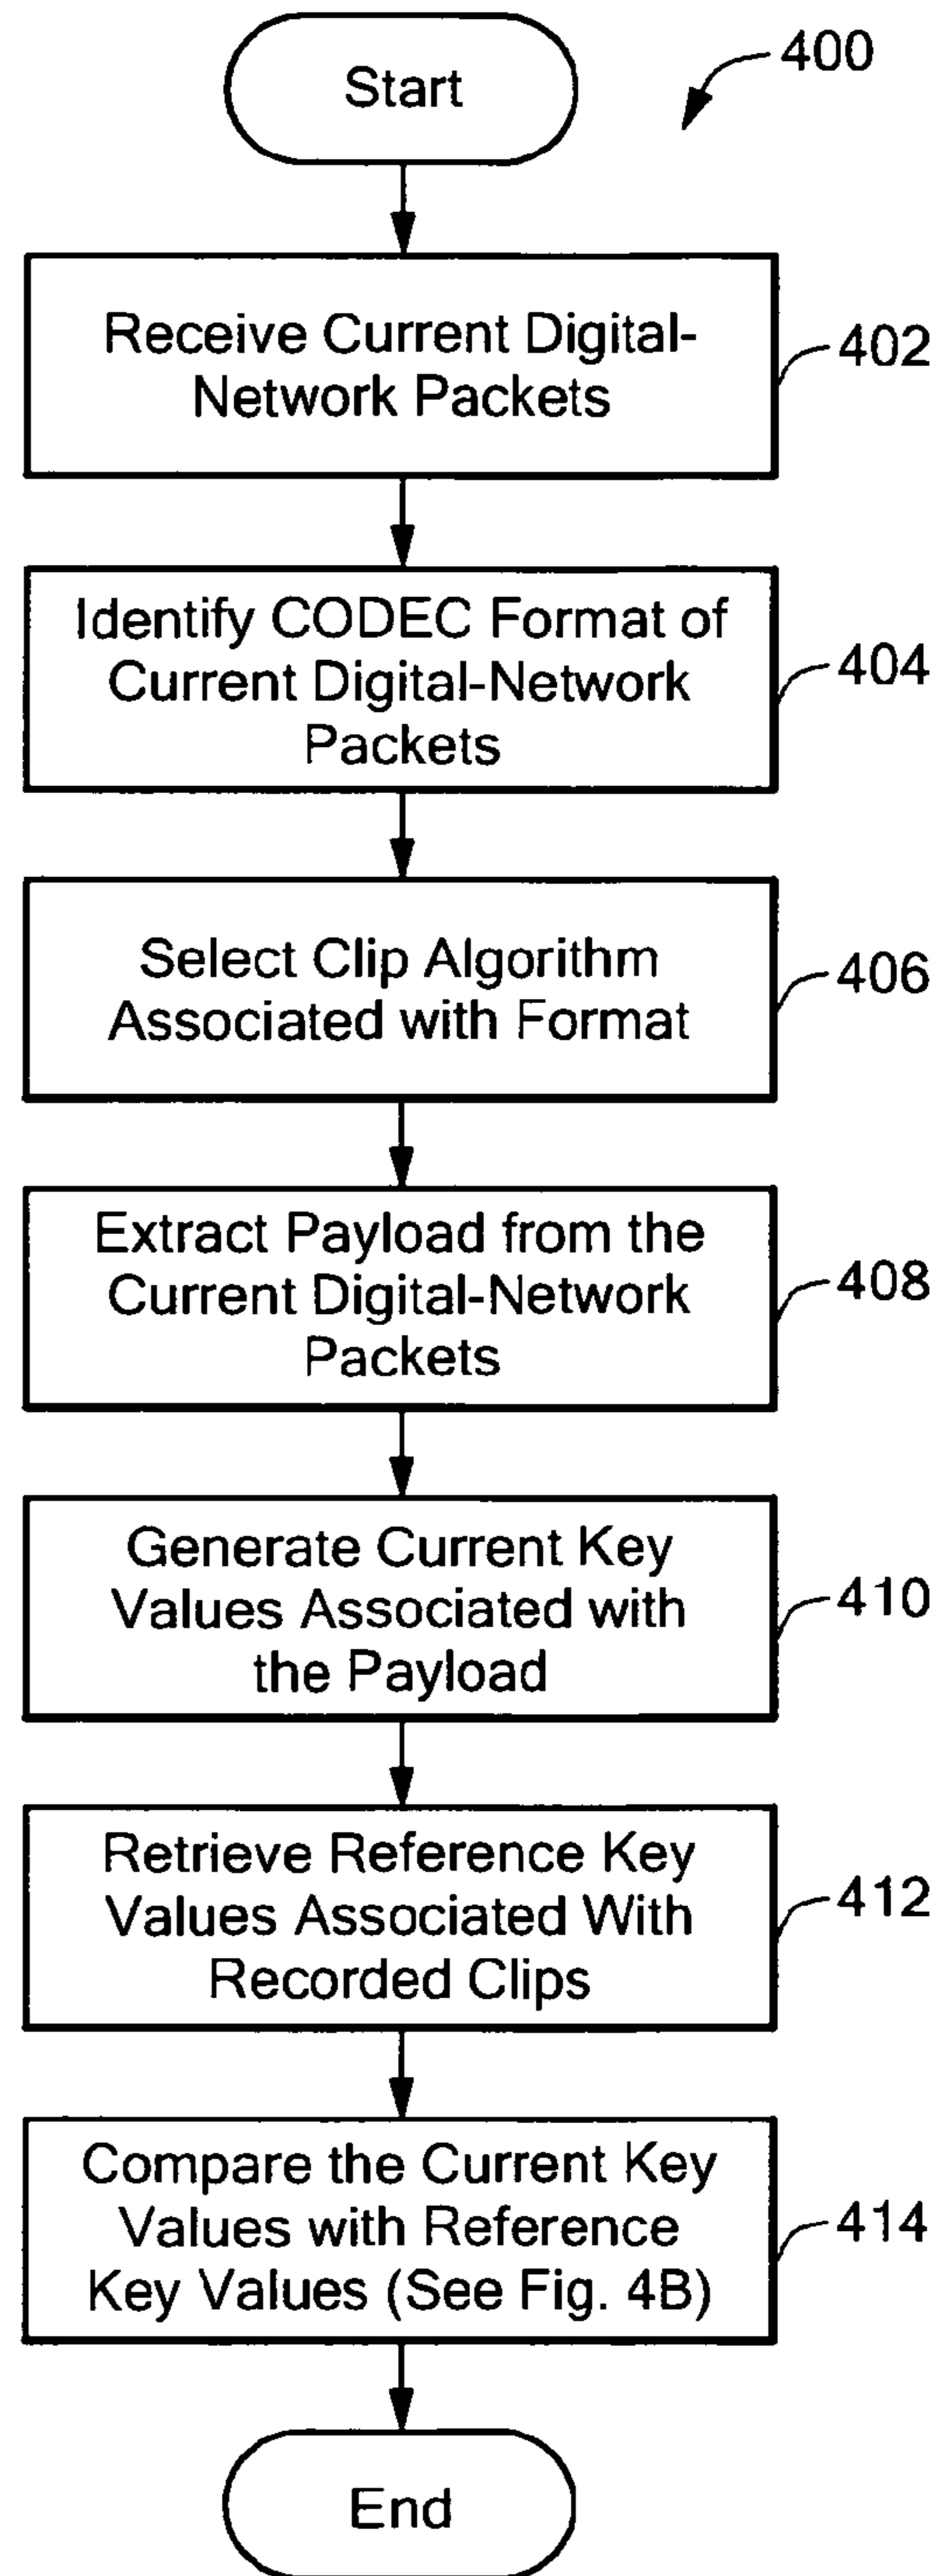 Start
400
Receive Current Digital-
Network Packets
402
Identify CODEC Format of
Current Digital-Network
Packets
404
Select Clip Algorithm
Associated with Format
406
Extract Payload from the
Current Digital-Network
Packets
408
Generate Current Key
Values Associated with
the Payload
410
Retrieve Reference Key
Values Associated With
Recorded Clips
412
Compare the Current Key
Values with Reference
Key Values (See Fig. 4B)
414
End